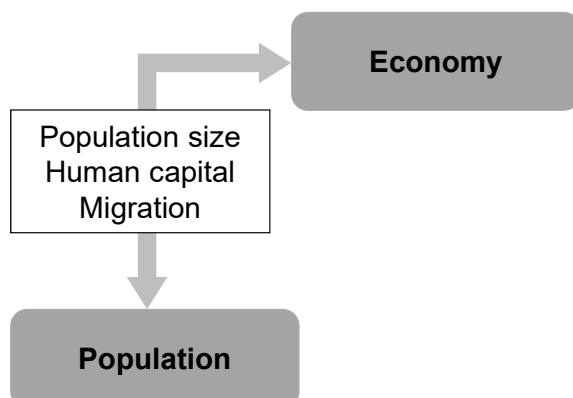 Economy
Population size
Human capital
Migration
Population